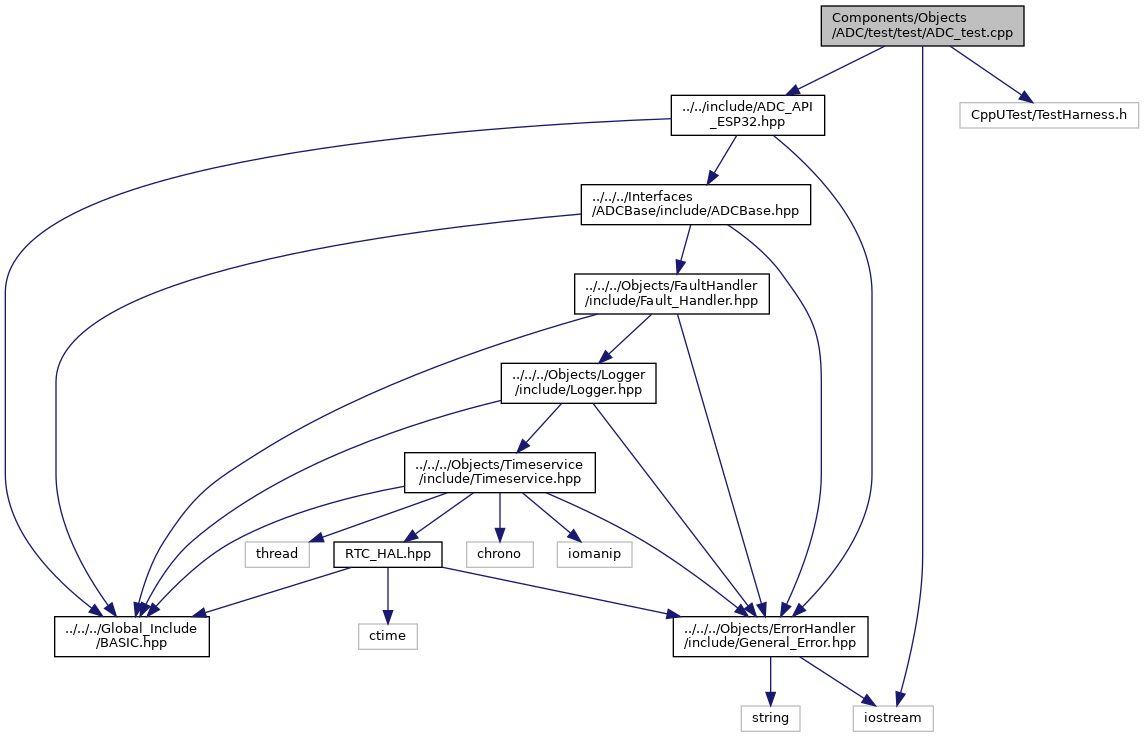 Components/Objects
/ADC/test/test/ADC_test.cpp
../../include/ADC_API
_ESP32.hpp
CppUTest/TestHarness.h
../../../Interfaces
/ADCBase/include/ADCBase.hpp
../../../Objects/FaultHandler
/include/Fault_Handler.hpp
../../../Objects/Logger
/include/Logger.hpp
../../../Objects/Timeservice
/include/Timeservice.hpp
thread
RTC_HAL.hpp
chrono
iomanip
../../../Global_Include
/BASIC.hpp
ctime
../../../Objects/ErrorHandler
/include/General_Error.hpp
string
iostream